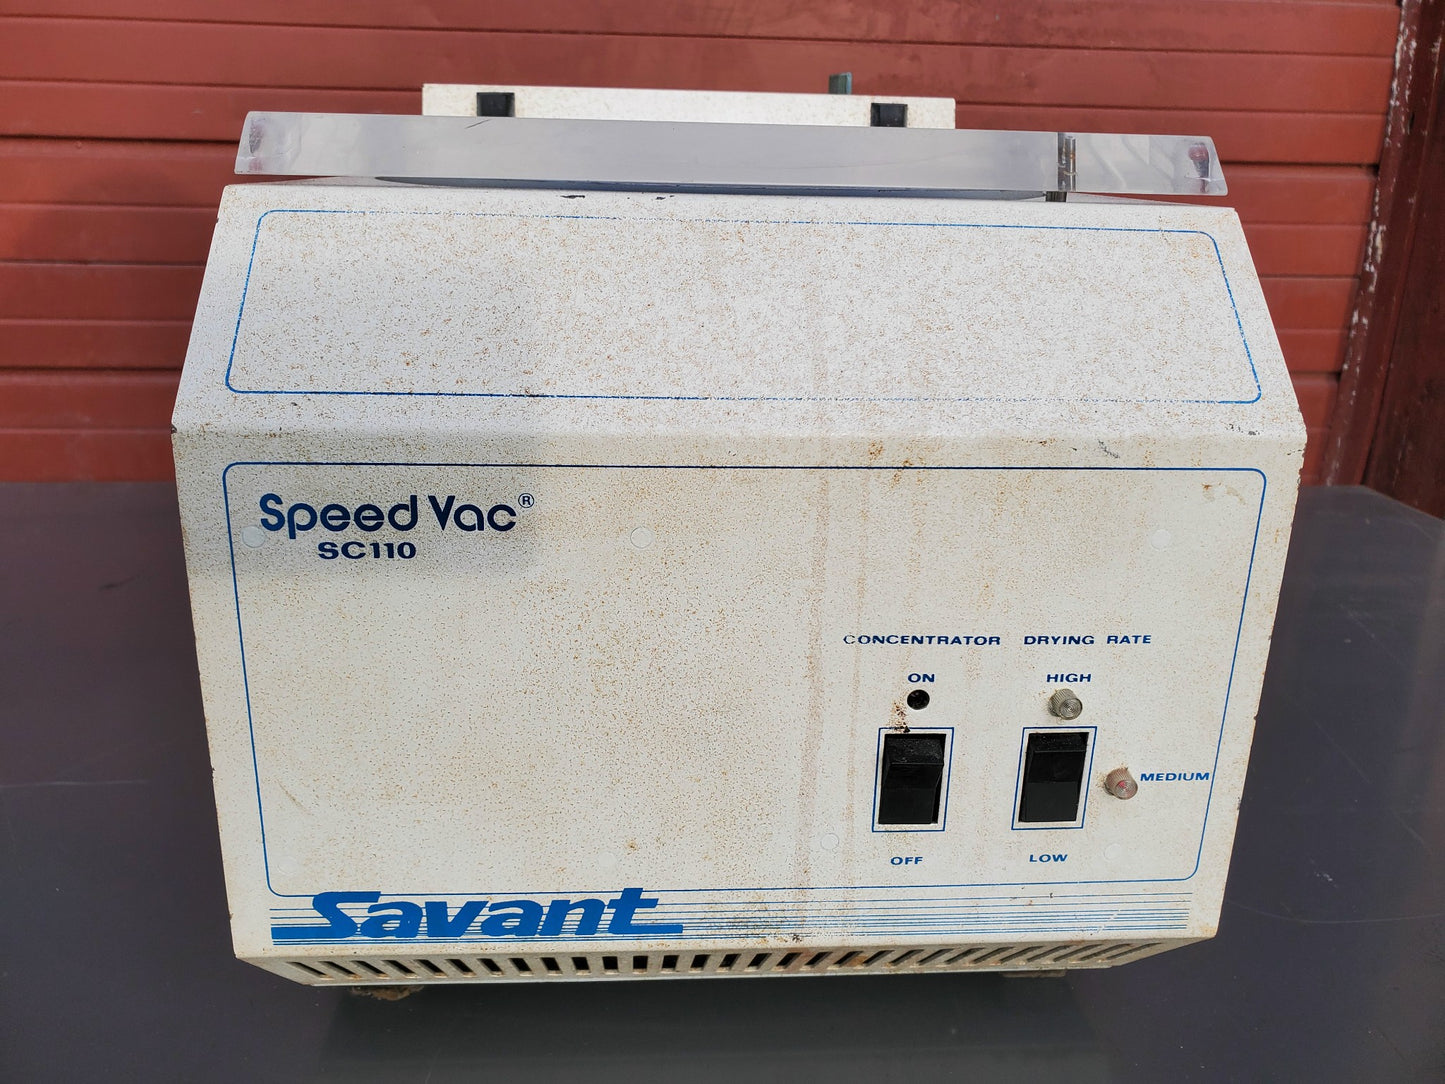 Speed Vac®
SC110
CONCENTRATOR DRYING RATE
ON HIGH
MEDIUM
OFF LOW
Savant